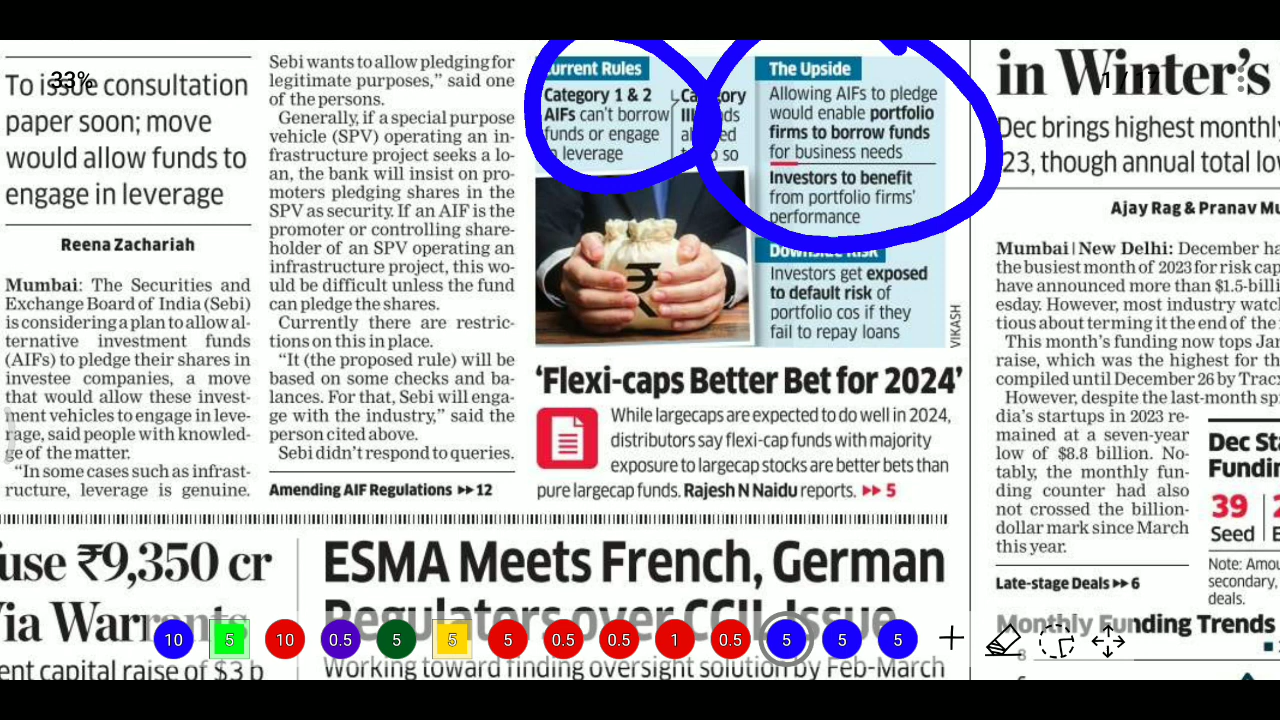 33%
1 / 17
To issue consultation
paper soon; move
would allow funds to
engage in leverage
Reena Zachariah
Mumbai: The Securities and
Exchange Board of India (Sebi)
is considering a plan to allow al-
ternative investment funds
(AIFs) to pledge their shares in
investee companies, a move
that would allow these invest-
ment vehicles to engage in leve-
rage, said people with knowled-
ge of the matter.
"In some cases such as infrast-
ructure, leverage is genuine.
Sebi wants to allow pledging for
legitimate purposes," said one
of the persons.
Generally, if a special purpose
vehicle (SPV) operating an in-
frastructure project seeks a lo-
an, the bank will insist on pro-
moters pledging shares in the
SPV as security. If an AIF is the
promoter or controlling share-
holder of an SPV operating an
infrastructure project, this wo-
uld be difficult unless the fund
can pledge the shares.
Currently there are restric-
tions on this in place.
"It (the proposed rule) will be
based on some checks and ba-
lances. For that, Sebi will enga-
ge with the industry," said the
person cited above.
Sebi didn't respond to queries.
Amending AIF Regulations ▸▸ 12
urrent Rules
Category 1 & 2
AIFs can't borrow
funds or engage
leverage
The Upside
Allowing AIFs to pledge
would enable portfolio
firms to borrow funds
for business needs
Investors to benefit
from portfolio firms'
performance
Downside Risk
Investors get exposed
to default risk of
portfolio cos if they
fail to repay loans
VIKASH
'Flexi-caps Better Bet for 2024'
While largecaps are expected to do well in 2024,
distributors say flexi-cap funds with majority
exposure to largecap stocks are better bets than
pure largecap funds. Rajesh N Naidu reports. ▸▸ 5
in Winter's
Dec brings highest monthly
'23, though annual total lo
Ajay Rag & Pranav Mu
Mumbai | New Delhi: December ha
the busiest month of 2023 for risk cap
have announced more than $1.5-billi
esday. However, most industry watc
tious about terming it the end of the
This month's funding now tops Jan
raise, which was the highest for th
compiled until December 26 by Trac
However, despite the last-month spi
dia's startups in 2023 re-
mained at a seven-year
low of $8.8 billion. No-
tably, the monthly fun-
ding counter had also
not crossed the billion-
dollar mark since March
this year.
Late-stage Deals ▸▸ 6
Dec St
Funding
39
Seed
Note: Amou
secondary,
deals.
Monthly Funding Trends
8
use ₹9,350 cr
ia Warrants
ent capital raise of $3 b
ESMA Meets French, German
Regulators over CCIL Issue
Working toward finding oversight solution by Feb-March
10 5 10 0.5 5 5 5 0.5 0.5 1 0.5 5 5 5